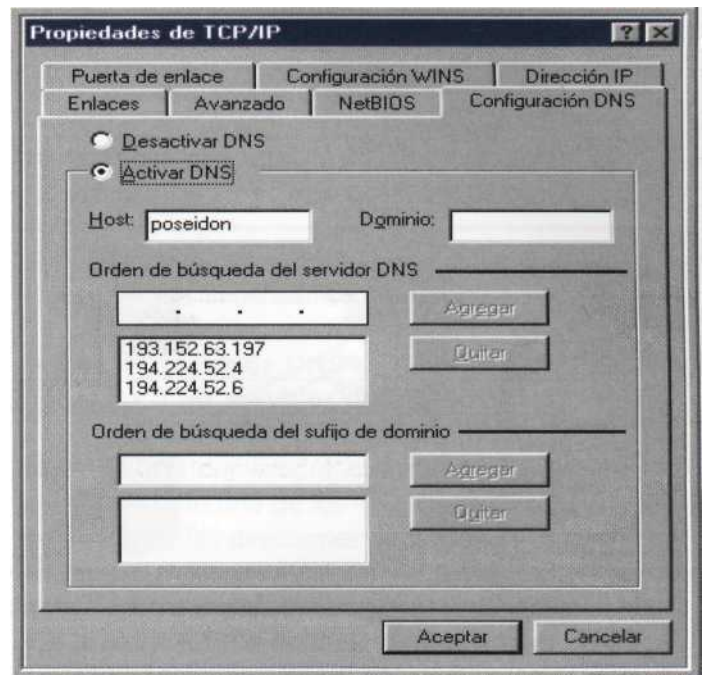 Propiedades de TCP/IP
Puerta de enlace Configuración WINS Dirección IP
Enlaces Avanzado NetBIOS Configuración DNS
Desactivar DNS
Activar DNS
Host: poseidon Dominio:
Orden de búsqueda del servidor DNS
. . . Agregar
193.152.63.197 Quitar
194.224.52.4
194.224.52.6
Orden de búsqueda del sufijo de dominio
Agregar
Quitar
Aceptar Cancelar